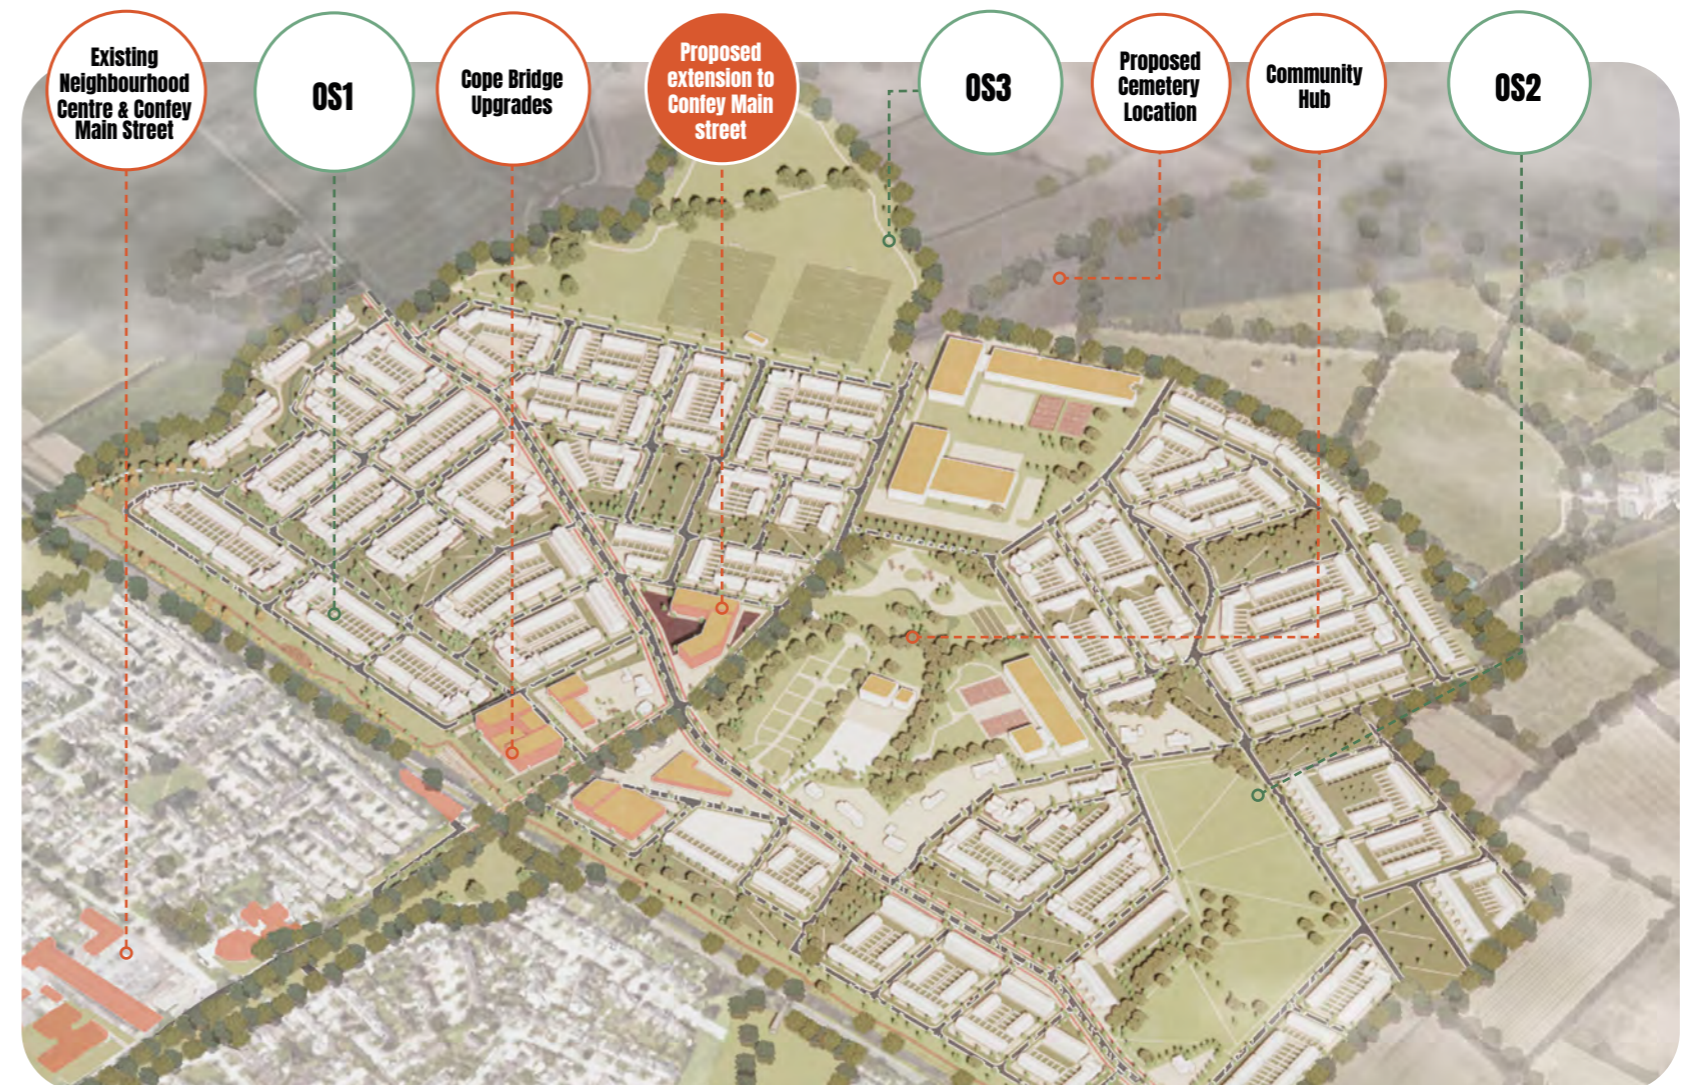 Existing
Neighbourhood
Centre & Confey
Main Street
OS1
Cope Bridge
Upgrades
Proposed
extension to
Confey Main
street
OS3
Proposed
Cemetery
Location
Community
Hub
OS2